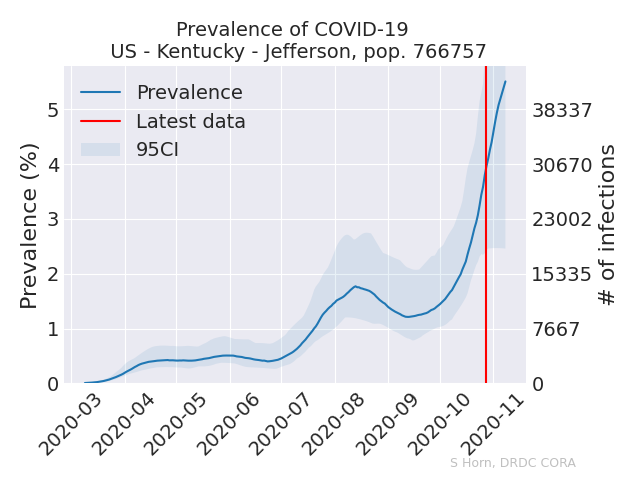 Prevalence of COVID-19
US - Kentucky - Jefferson, pop. 766757
Prevalence
Latest data
95CI
Prevalence (%)
5
4
3
2
1
0
38337
30670
23002
15335
7667
0
# of infections
2020-03
2020-04
2020-05
2020-06
2020-07
2020-08
2020-09
2020-10
2020-11
S Horn, DRDC CORA